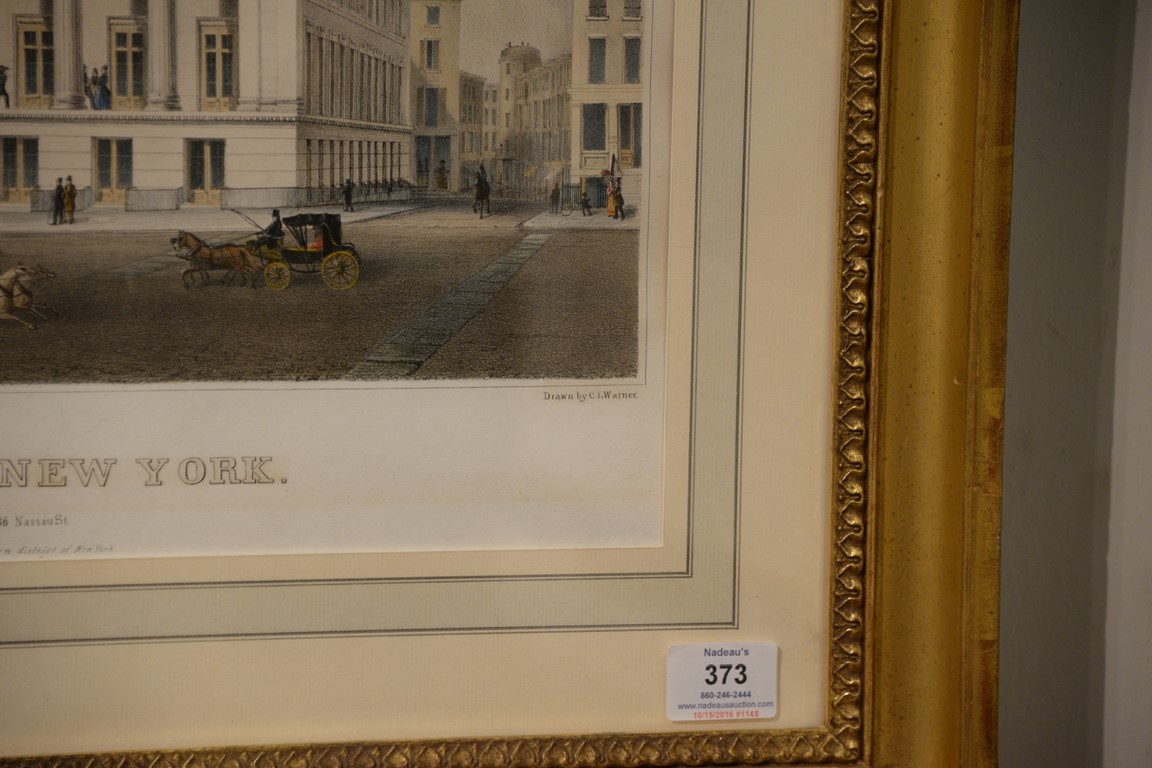 Drawn by C.L.Warner.
NEW YORK.
36 Nassau St.
rn district of New York
Nadeau's
373
860-246-2444
www.nadeausauction.com
10/15/2016 #1145